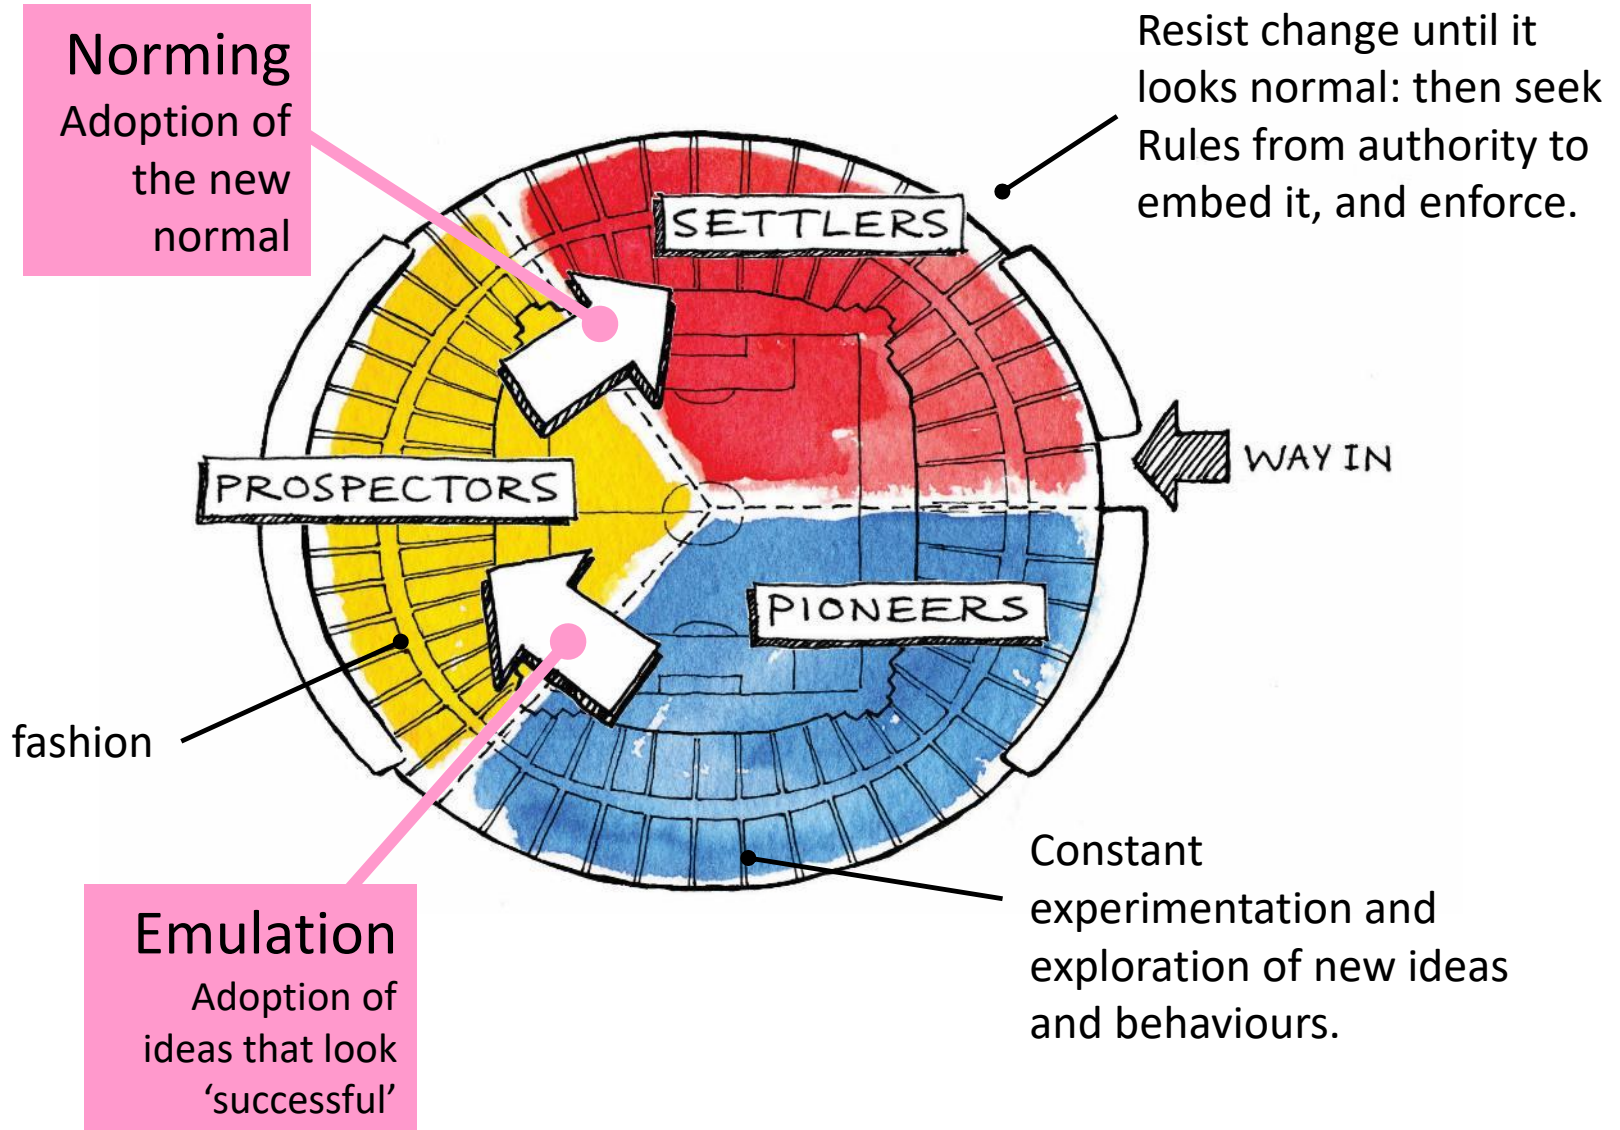 Norming
Adoption of
the new
normal
Resist change until it
looks normal: then seek
Rules from authority to
embed it, and enforce.
SETTLERS
WAY IN
PROSPECTORS
PIONEERS
fashion
Emulation
Adoption of
ideas that look
‘successful’
Constant
experimentation and
exploration of new ideas
and behaviours.